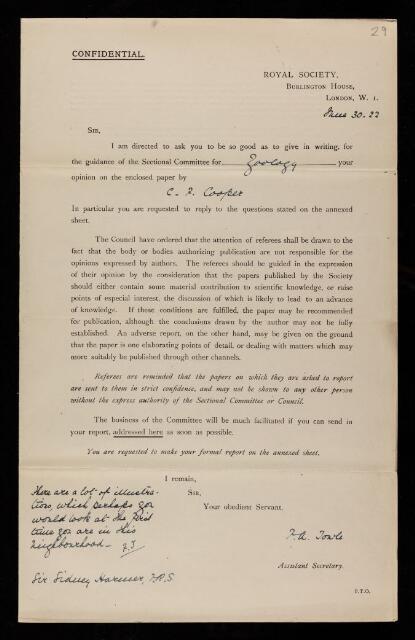 29
CONFIDENTIAL.
ROYAL SOCIETY,
BURLINGTON HOUSE,
LONDON, W. 1.
June 30. 22
SIR,
I am directed to ask you to be so good as to give in writing, for
the guidance of the Sectional Committee for Zoology your
opinion on the enclosed paper by
C. F. Cooper
In particular you are requested to reply to the questions stated on the annexed
sheet.
The Council have ordered that the attention of referees shall be drawn to the
fact that the body or bodies authorizing publication are not responsible for the
opinions expressed by authors. The referees should be guided in the expression
of their opinion by the consideration that the papers published by the Society
should either contain some material contribution to scientific knowledge, or raise
points of especial interest, the discussion of which is likely to lead to an advance
of knowledge. If these conditions are fulfilled, the paper may be recommended
for publication, although the conclusions drawn by the author may not be fully
established. An adverse report, on the other hand, may be given on the ground
that the paper is one elaborating points of detail, or dealing with matters which may
more suitably be published through other channels.
Referees are reminded that the papers on which they are asked to report
are sent to them in strict confidence, and may not be shown to any other person
without the express authority of the Sectional Committee or Council.
The business of the Committee will be much facilitated if you can send in
your report, addressed here as soon as possible.
You are requested to make your formal report on the annexed sheet.
I remain,
SIR,
Your obedient Servant,
F. A. Towle
Assistant Secretary.
There are a lot of illustra-
tions, which perhaps you
would look at the first
time you are in this
neighbourhood.
Sir Sidney Harmer, F.R.S.
P.T.O.